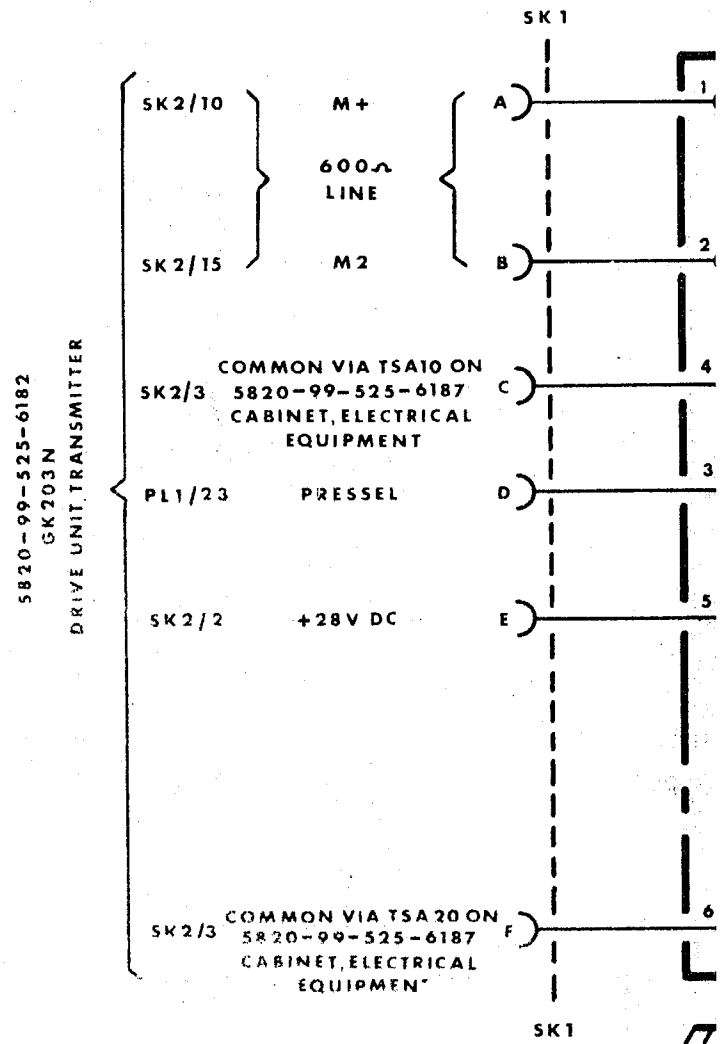 SK1
SK2/10 M+ A 1
600Ω
LINE
SK2/15 M2 B 2
COMMON VIA TSA10 ON
SK2/3 5820-99-525-6187 C 4
CABINET, ELECTRICAL
EQUIPMENT
PL1/23 PRESSEL D 3
SK2/2 +28V DC E 5
5820-99-525-6182
GK203N
DRIVE UNIT, TRANSMITTER
COMMON VIA TSA20 ON
SK2/3 5820-99-525-6187 F 6
CABINET, ELECTRICAL
EQUIPMEN
SK1